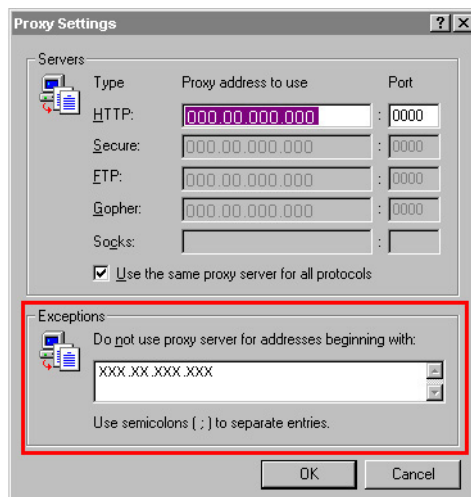 Proxy Settings
Servers
Type Proxy address to use Port
HTTP: 000.00.000.000 : 0000
Secure: 000.00.000.000 : 0000
FTP: 000.00.000.000 : 0000
Gopher: 000.00.000.000 : 0000
Socks: :
Use the same proxy server for all protocols
Exceptions
Do not use proxy server for addresses beginning with:
XXX.XX.XXX.XXX
Use semicolons ( ; ) to separate entries.
OK Cancel